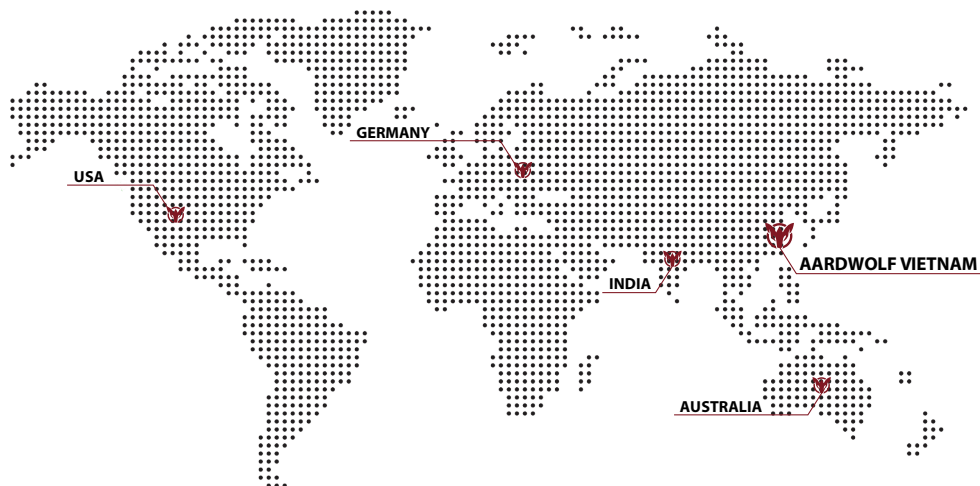 GERMANY
USA
AARDWOLF VIETNAM
INDIA
AUSTRALIA